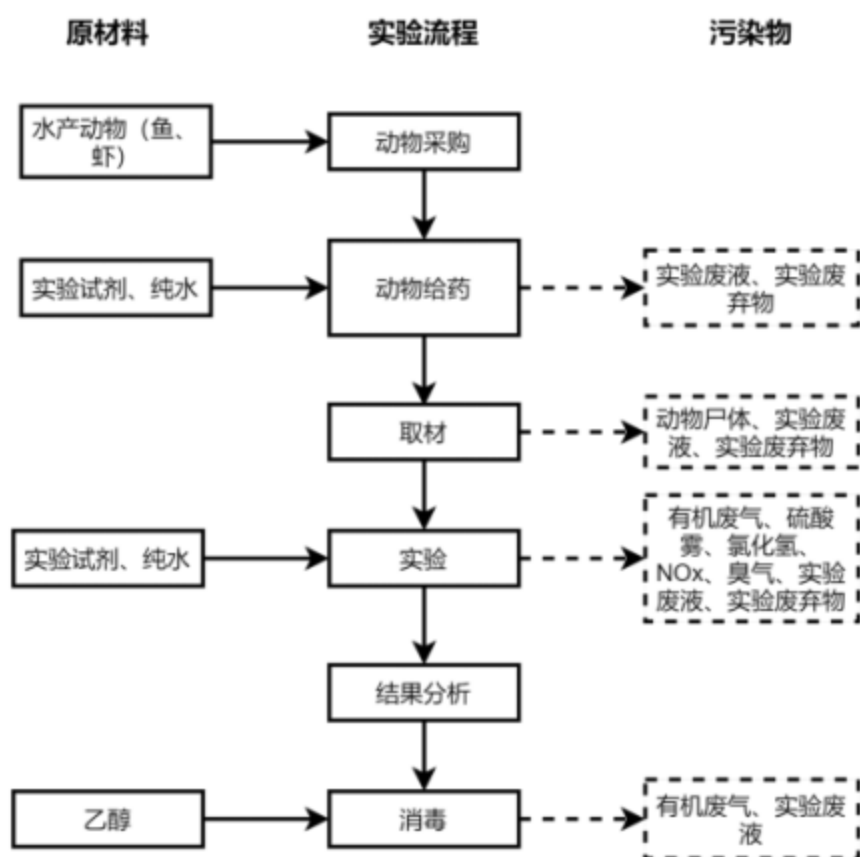 原材料
实验流程
污染物
水产动物（鱼、
虾）
动物采购
实验试剂、纯水
动物给药
实验废液、实验废
弃物
取材
动物尸体、实验废
液、实验废弃物
实验试剂、纯水
实验
有机废气、硫酸
雾、氯化氢、
NOx、臭气、实验
废液、实验废弃物
结果分析
乙醇
消毒
有机废气、实验废
液